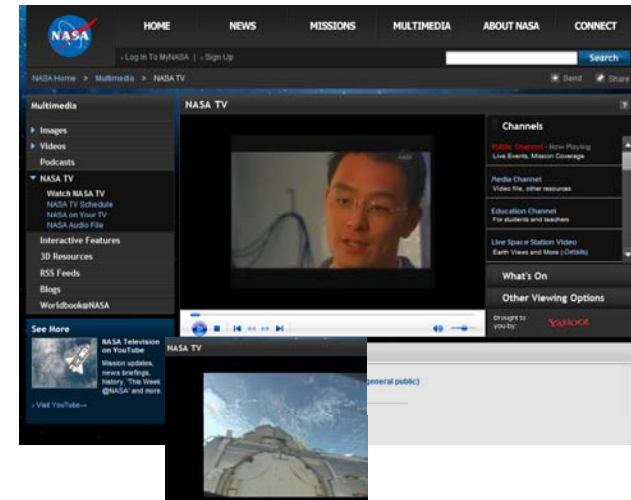 NASA
HOME NEWS MISSIONS MULTIMEDIA ABOUT NASA CONNECT
› Log In To MyNASA | › Sign Up
Search
NASA Home > Multimedia > NASA TV
Send Share
Multimedia
Images
Videos
Podcasts
NASA TV
Watch NASA TV
NASA TV Schedule
NASA on Your TV
NASA Audio File
Interactive Features
3D Resources
RSS Feeds
Blogs
Worldbook@NASA
See More
NASA Television
on YouTube
Mission updates,
news briefings,
history, 'This Week
@NASA' and more.
› Visit YouTube
NASA TV
?
NASA
Channels
Public Channel - Now Playing
Live Events, Mission Coverage
Media Channel
Video file, other resources
Education Channel
For students and teachers
Live Space Station Video
Earth Views and More (›Details)
What's On
Other Viewing Options
Brought to
you by:
YAHOO!
NASA TV
general public)